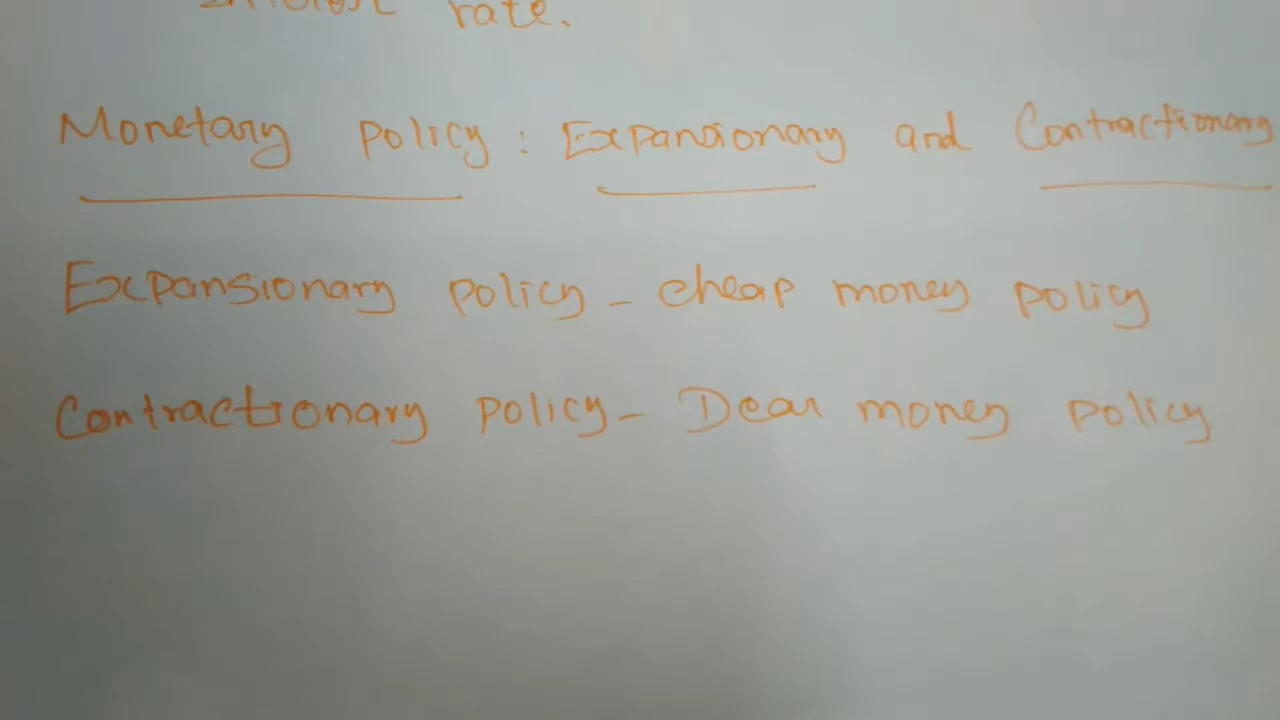 rate.
Monetary policy : Expansionary and Contractionary
Expansionary policy - cheap money policy
Contractionary policy - Dear money policy